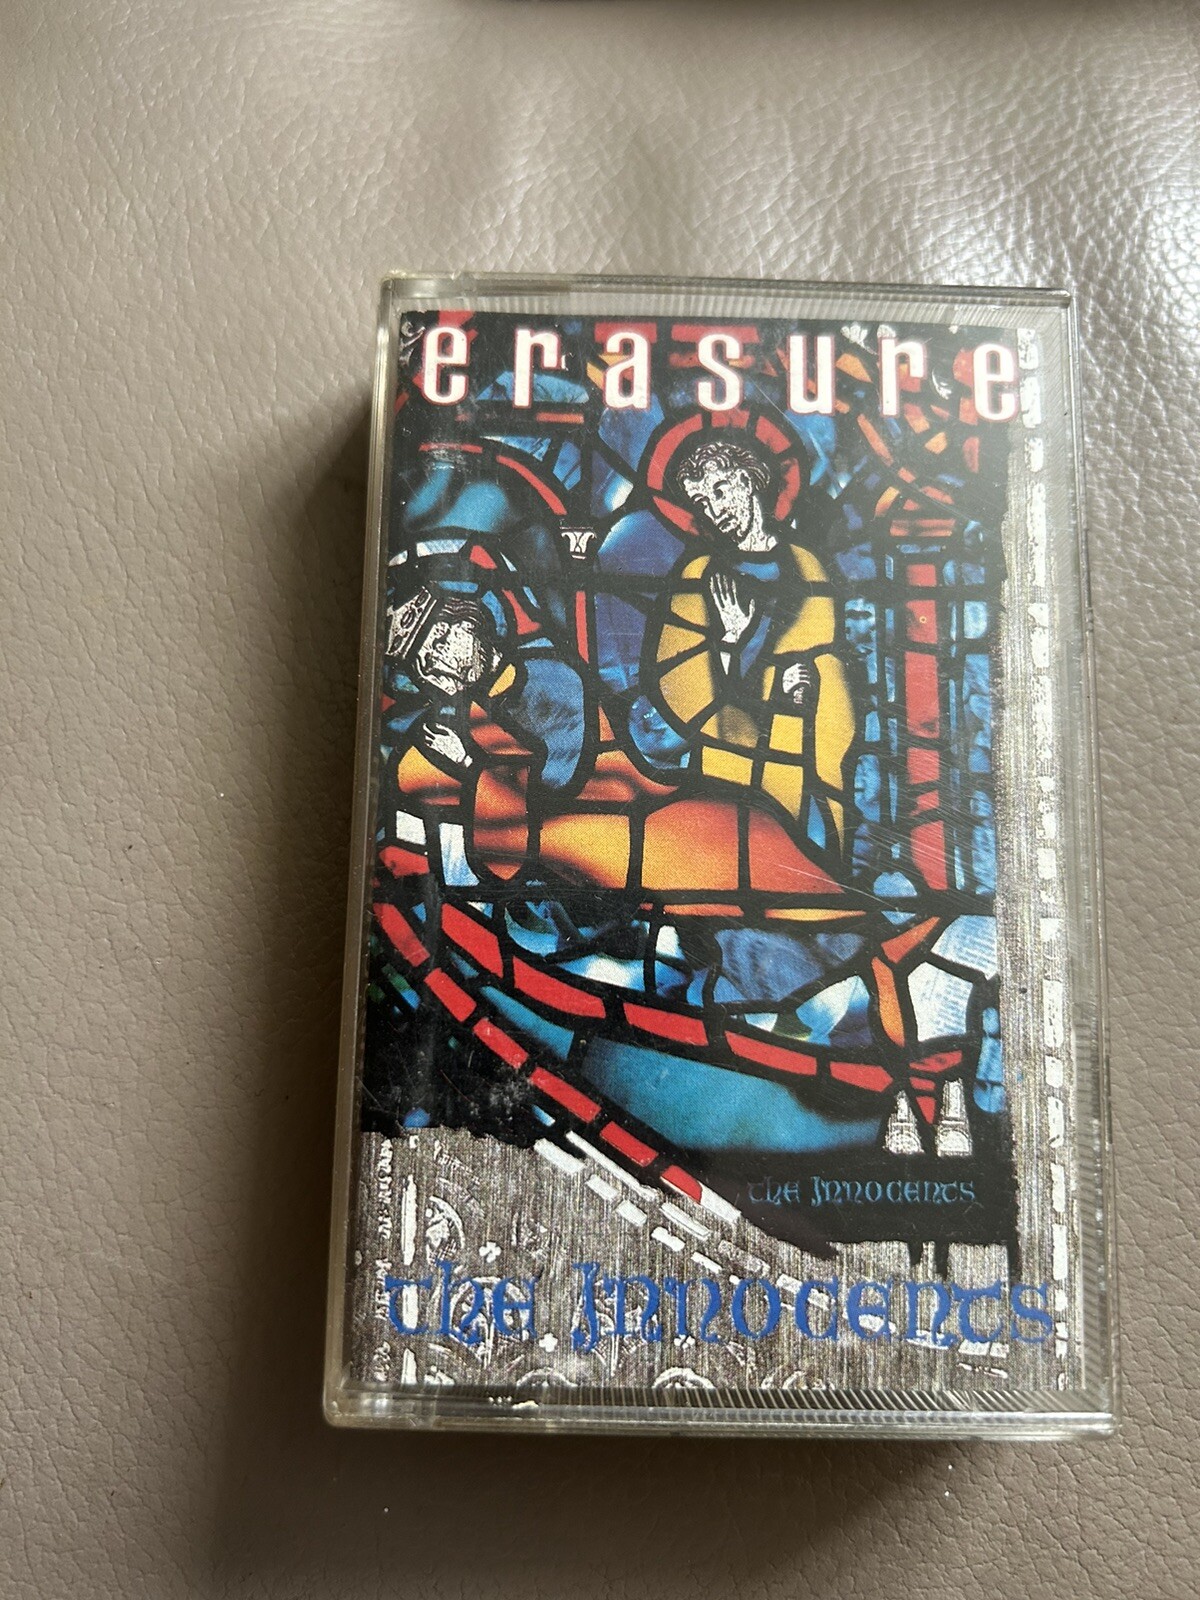 erasure
the Innocents
the Innocents